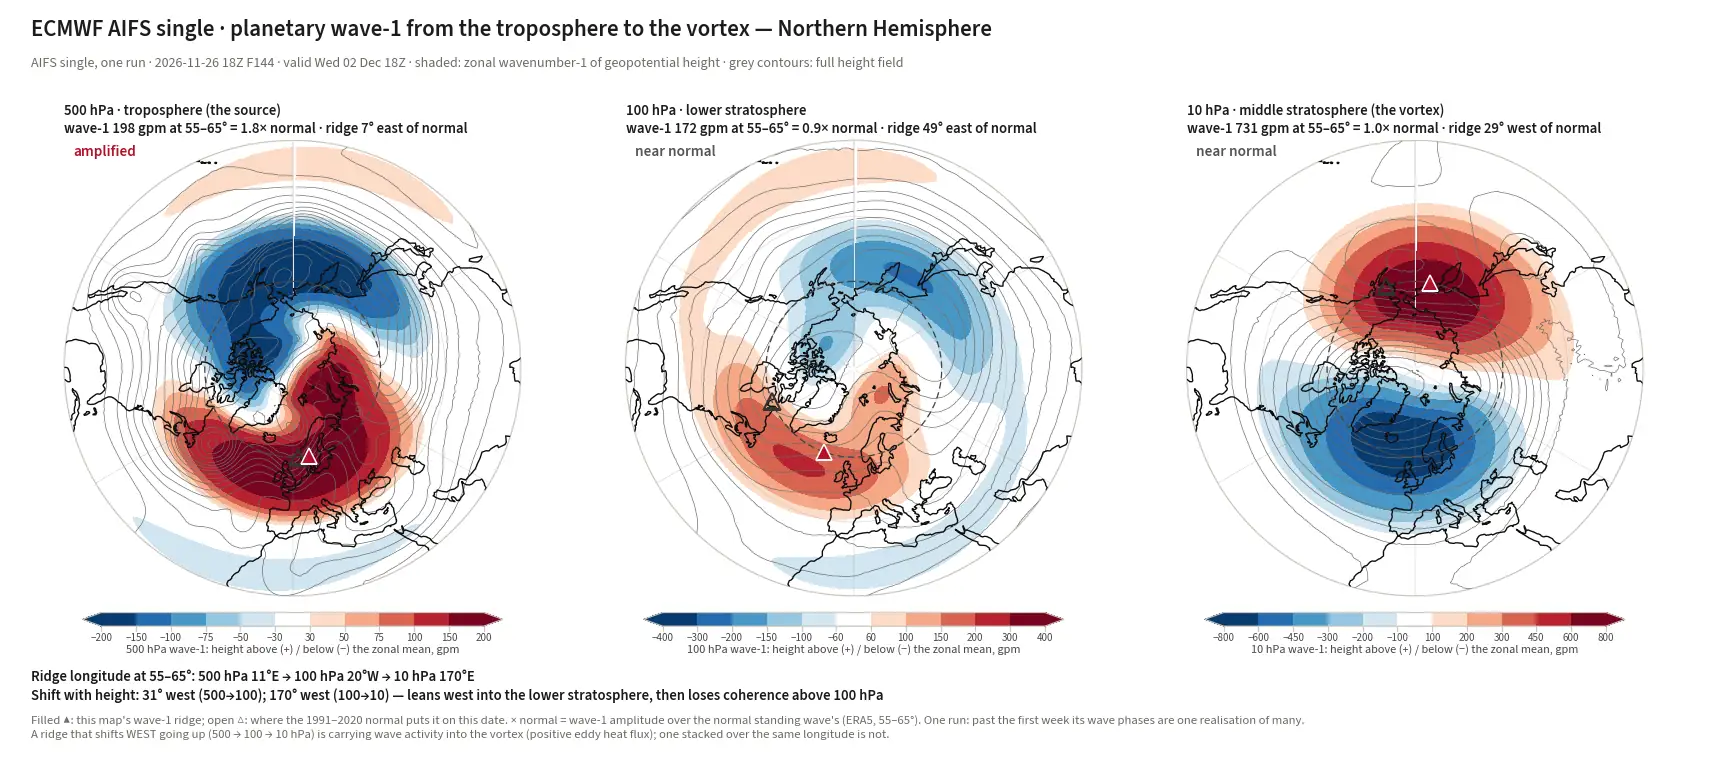 ECMWF AIFS single · planetary wave-1 from the troposphere to the vortex — Northern Hemisphere
AIFS single, one run · 2026-11-26 18Z F144 · valid Wed 02 Dec 18Z · shaded: zonal wavenumber-1 of geopotential height · grey contours: full height field
500 hPa · troposphere (the source)
wave-1 198 gpm at 55–65° = 1.8× normal · ridge 7° east of normal
amplified
100 hPa · lower stratosphere
wave-1 172 gpm at 55–65° = 0.9× normal · ridge 49° east of normal
near normal
10 hPa · middle stratosphere (the vortex)
wave-1 731 gpm at 55–65° = 1.0× normal · ridge 29° west of normal
near normal
−200 −150 −100 −75 −50 −30 30 50 75 100 150 200
500 hPa wave-1: height above (+) / below (−) the zonal mean, gpm
−400 −300 −200 −150 −100 −60 60 100 150 200 300 400
100 hPa wave-1: height above (+) / below (−) the zonal mean, gpm
−800 −600 −450 −300 −200 −100 100 200 300 450 600 800
10 hPa wave-1: height above (+) / below (−) the zonal mean, gpm
Ridge longitude at 55–65°: 500 hPa 11°E → 100 hPa 20°W → 10 hPa 170°E
Shift with height: 31° west (500→100); 170° west (100→10) — leans west into the lower stratosphere, then loses coherence above 100 hPa
Filled ▲: this map's wave-1 ridge; open △: where the 1991–2020 normal puts it on this date. × normal = wave-1 amplitude over the normal standing wave's (ERA5, 55–65°). One run: past the first week its wave phases are one realisation of many.
A ridge that shifts WEST going up (500 → 100 → 10 hPa) is carrying wave activity into the vortex (positive eddy heat flux); one stacked over the same longitude is not.